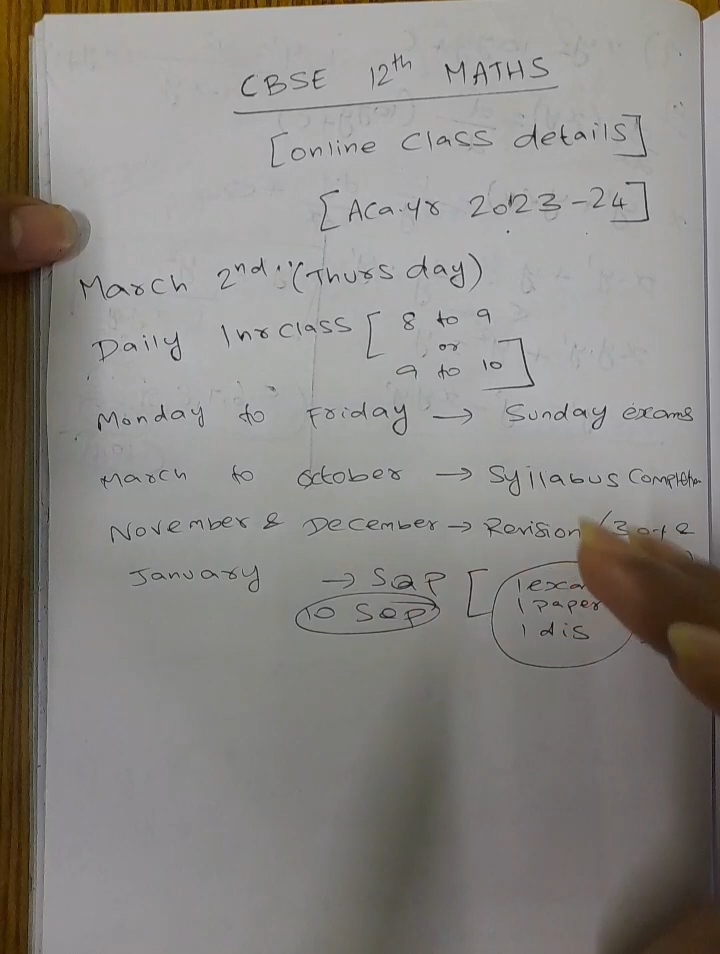 CBSE 12th MATHS
[online Class details]
[Aca.yr 2023-24]
March 2nd. (Thursday)
Daily 1hr class [ 8 to 9
or
9 to 10 ]
Monday to Friday → Sunday exams
March to october → Syllabus
November & December → Revision
January → SQP [ 1
10 SQP 1 paper
1 dis